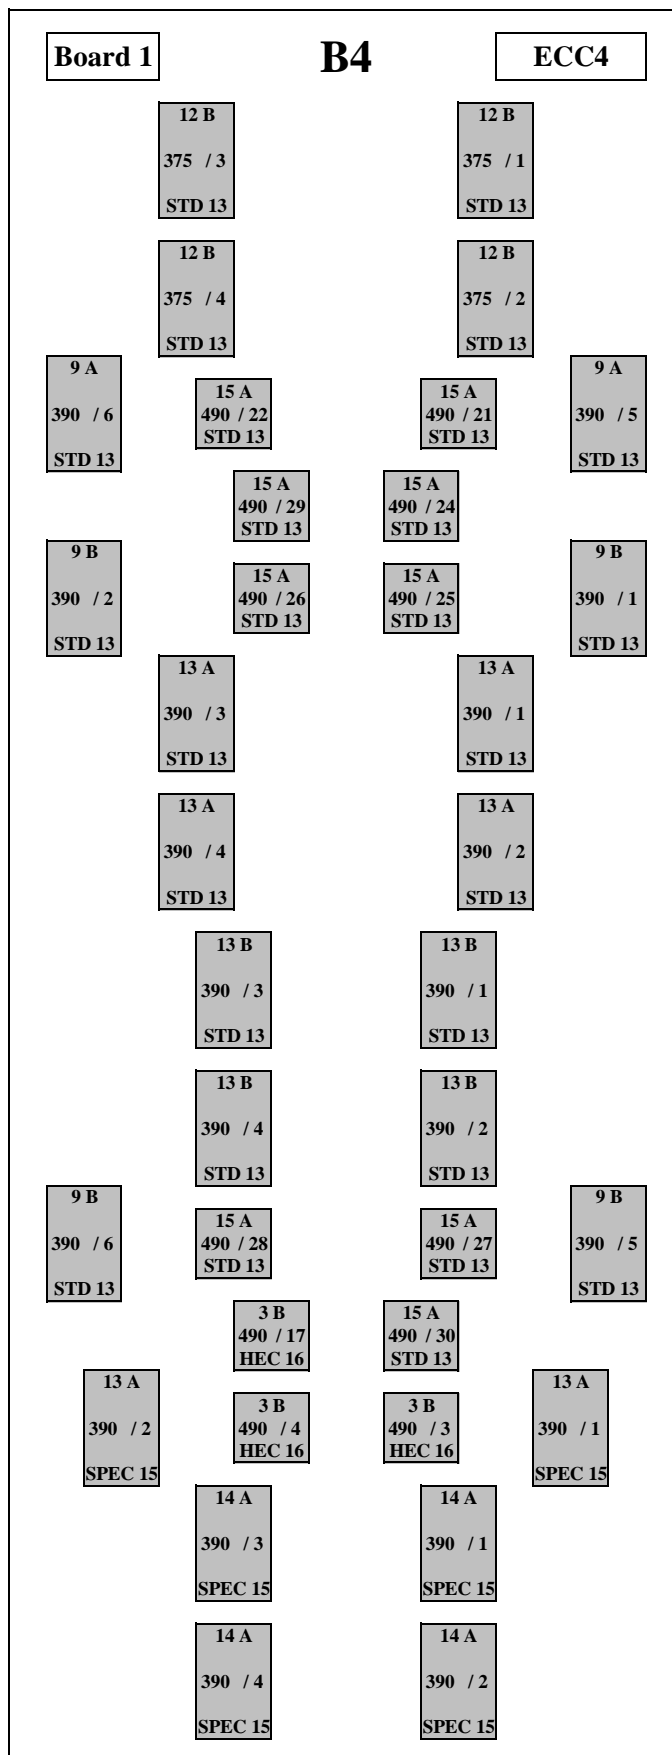 Board 1
B4
ECC4
12 B
375 / 3
STD 13
12 B
375 / 1
STD 13
12 B
375 / 4
STD 13
12 B
375 / 2
STD 13
9 A
390 / 6
STD 13
15 A
490 / 22
STD 13
15 A
490 / 21
STD 13
9 A
390 / 5
STD 13
15 A
490 / 29
STD 13
15 A
490 / 24
STD 13
9 B
390 / 2
STD 13
15 A
490 / 26
STD 13
15 A
490 / 25
STD 13
9 B
390 / 1
STD 13
13 A
390 / 3
STD 13
13 A
390 / 1
STD 13
13 A
390 / 4
STD 13
13 A
390 / 2
STD 13
13 B
390 / 3
STD 13
13 B
390 / 1
STD 13
13 B
390 / 4
STD 13
13 B
390 / 2
STD 13
9 B
390 / 6
STD 13
15 A
490 / 28
STD 13
15 A
490 / 27
STD 13
9 B
390 / 5
STD 13
3 B
490 / 17
HEC 16
15 A
490 / 30
STD 13
13 A
390 / 2
SPEC 15
3 B
490 / 4
HEC 16
3 B
490 / 3
HEC 16
13 A
390 / 1
SPEC 15
14 A
390 / 3
SPEC 15
14 A
390 / 1
SPEC 15
14 A
390 / 4
SPEC 15
14 A
390 / 2
SPEC 15